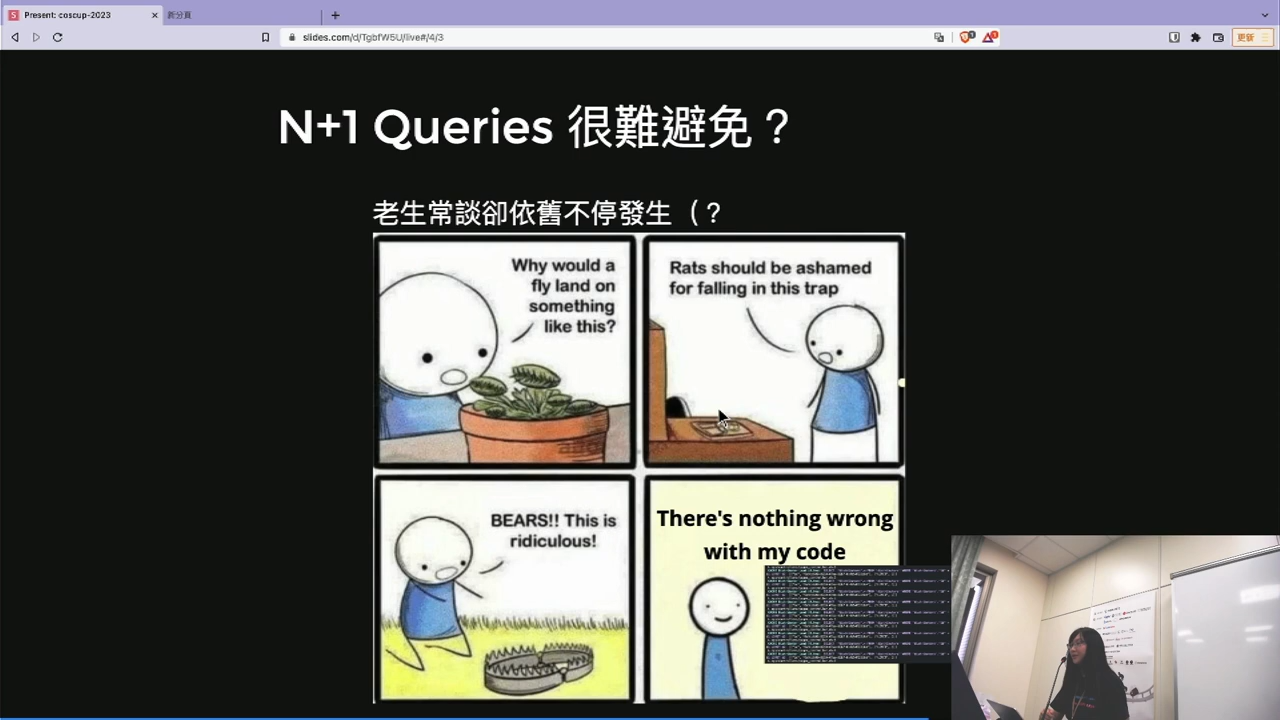 Present: coscup-2023
新分頁
slides.com/d/TgbfW5U/live#/4/3
更新
N+1 Queries 很難避免？
老生常談卻依舊不停發生（？
Why would a
fly land on
something
like this?
Rats should be ashamed
for falling in this trap
BEARS!! This is
ridiculous!
There's nothing wrong
with my code